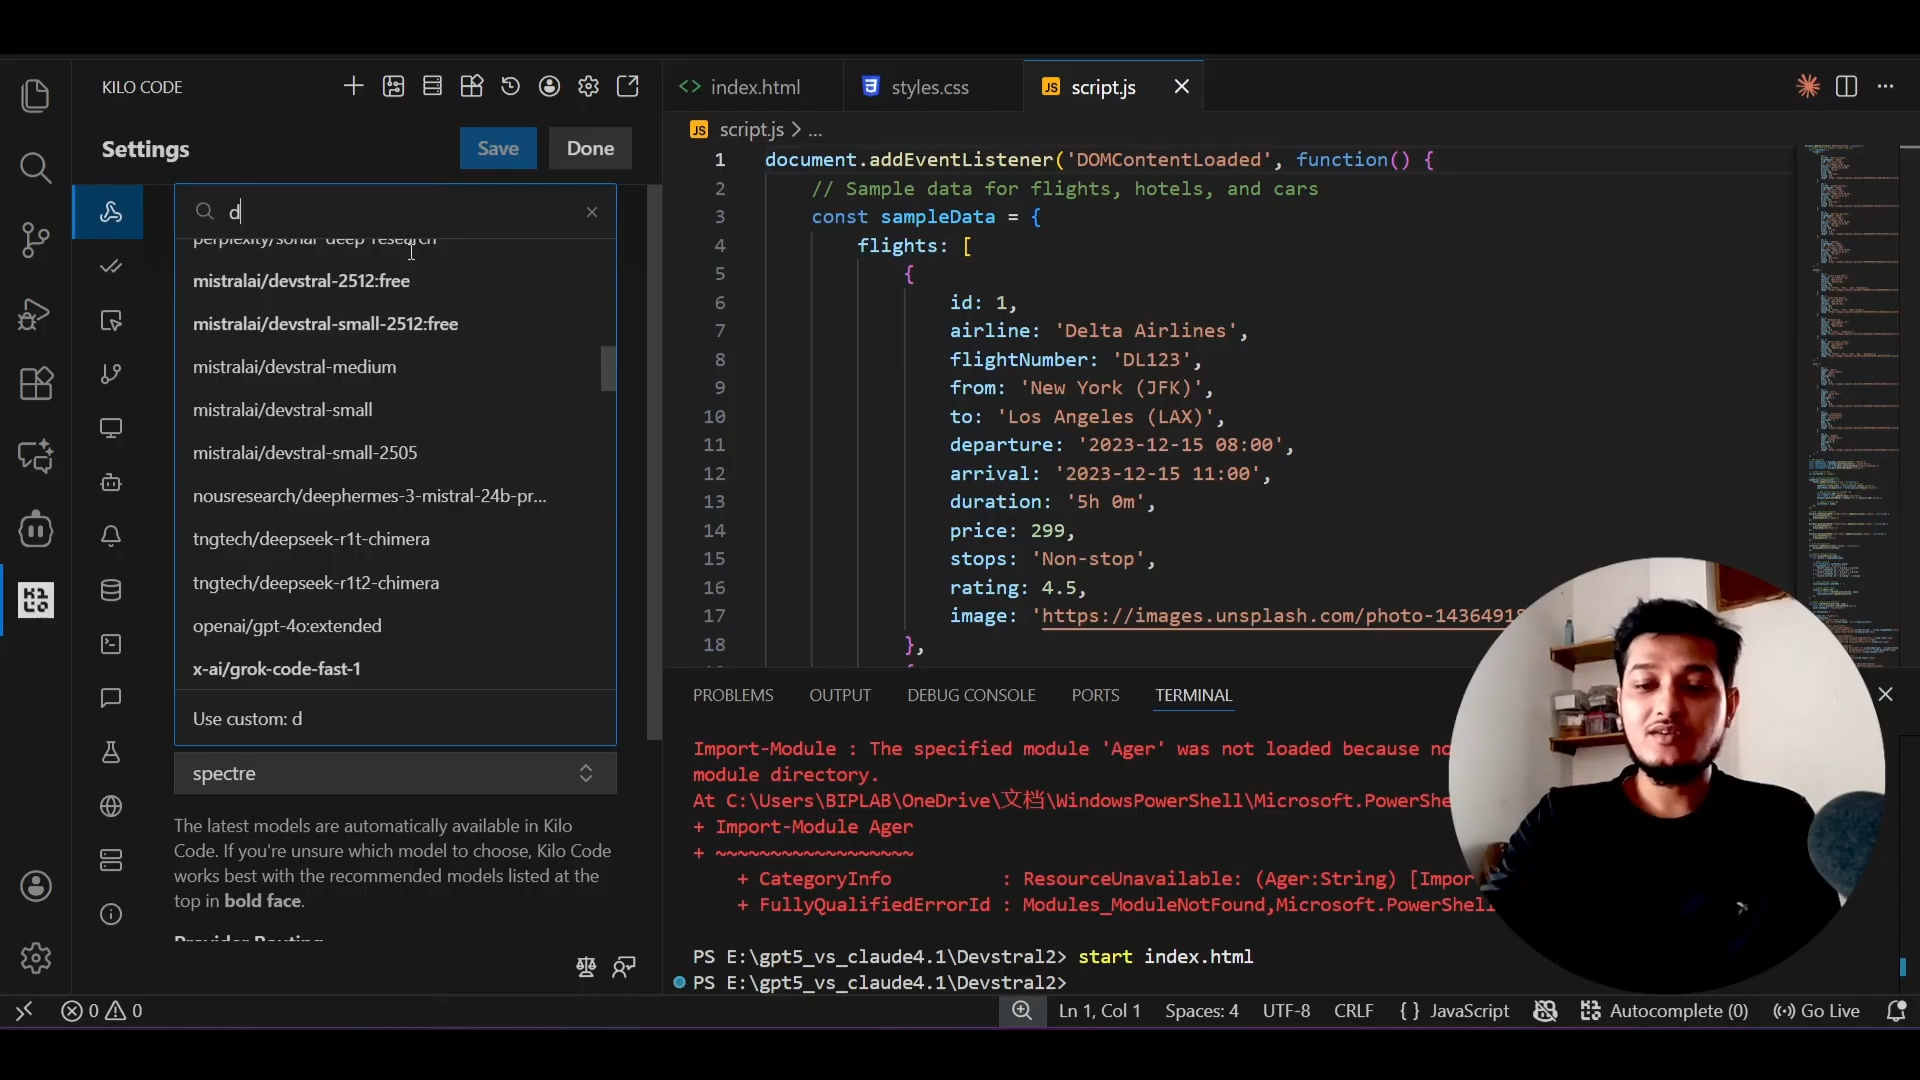 KILO CODE
Settings
Save
Done
d
perplexity/sonar-deep-research
mistralai/devstral-2512:free
mistralai/devstral-small-2512:free
mistralai/devstral-medium
mistralai/devstral-small
mistralai/devstral-small-2505
nousresearch/deephermes-3-mistral-24b-pr...
tngtech/deepseek-r1t-chimera
tngtech/deepseek-r1t2-chimera
openai/gpt-4o:extended
x-ai/grok-code-fast-1
Use custom: d
spectre
The latest models are automatically available in Kilo
Code. If you're unsure which model to choose, Kilo Code
works best with the recommended models listed at the
top in bold face.
Provider Routing
<> index.html
styles.css
JS script.js
JS script.js > ...
1 document.addEventListener('DOMContentLoaded', function() {
2 // Sample data for flights, hotels, and cars
3 const sampleData = {
4 flights: [
5 {
6 id: 1,
7 airline: 'Delta Airlines',
8 flightNumber: 'DL123',
9 from: 'New York (JFK)',
10 to: 'Los Angeles (LAX)',
11 departure: '2023-12-15 08:00',
12 arrival: '2023-12-15 11:00',
13 duration: '5h 0m',
14 price: 299,
15 stops: 'Non-stop',
16 rating: 4.5,
17 image: 'https://images.unsplash.com/photo-14364918
18 },
PROBLEMS OUTPUT DEBUG CONSOLE PORTS TERMINAL
Import-Module : The specified module 'Ager' was not loaded because no
module directory.
At C:\Users\BIPLAB\OneDrive\文档\WindowsPowerShell\Microsoft.PowerShe
+ Import-Module Ager
+ ~~~~~~~~~~~~~~~~~~
+ CategoryInfo : ResourceUnavailable: (Ager:String) [Impor
+ FullyQualifiedErrorId : Modules_ModuleNotFound,Microsoft.PowerShell
PS E:\gpt5_vs_claude4.1\Devstral2> start index.html
PS E:\gpt5_vs_claude4.1\Devstral2>
0 0
Ln 1, Col 1 Spaces: 4 UTF-8 CRLF { } JavaScript Autocomplete (0) Go Live